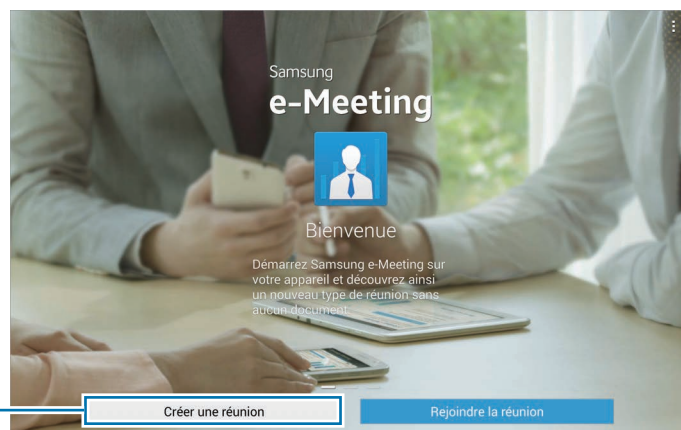 Samsung
e-Meeting
Bienvenue
Démarrez Samsung e-Meeting sur
votre appareil et découvrez ainsi
un nouveau type de réunion sans
aucun document.
Créer une réunion
Rejoindre la réunion